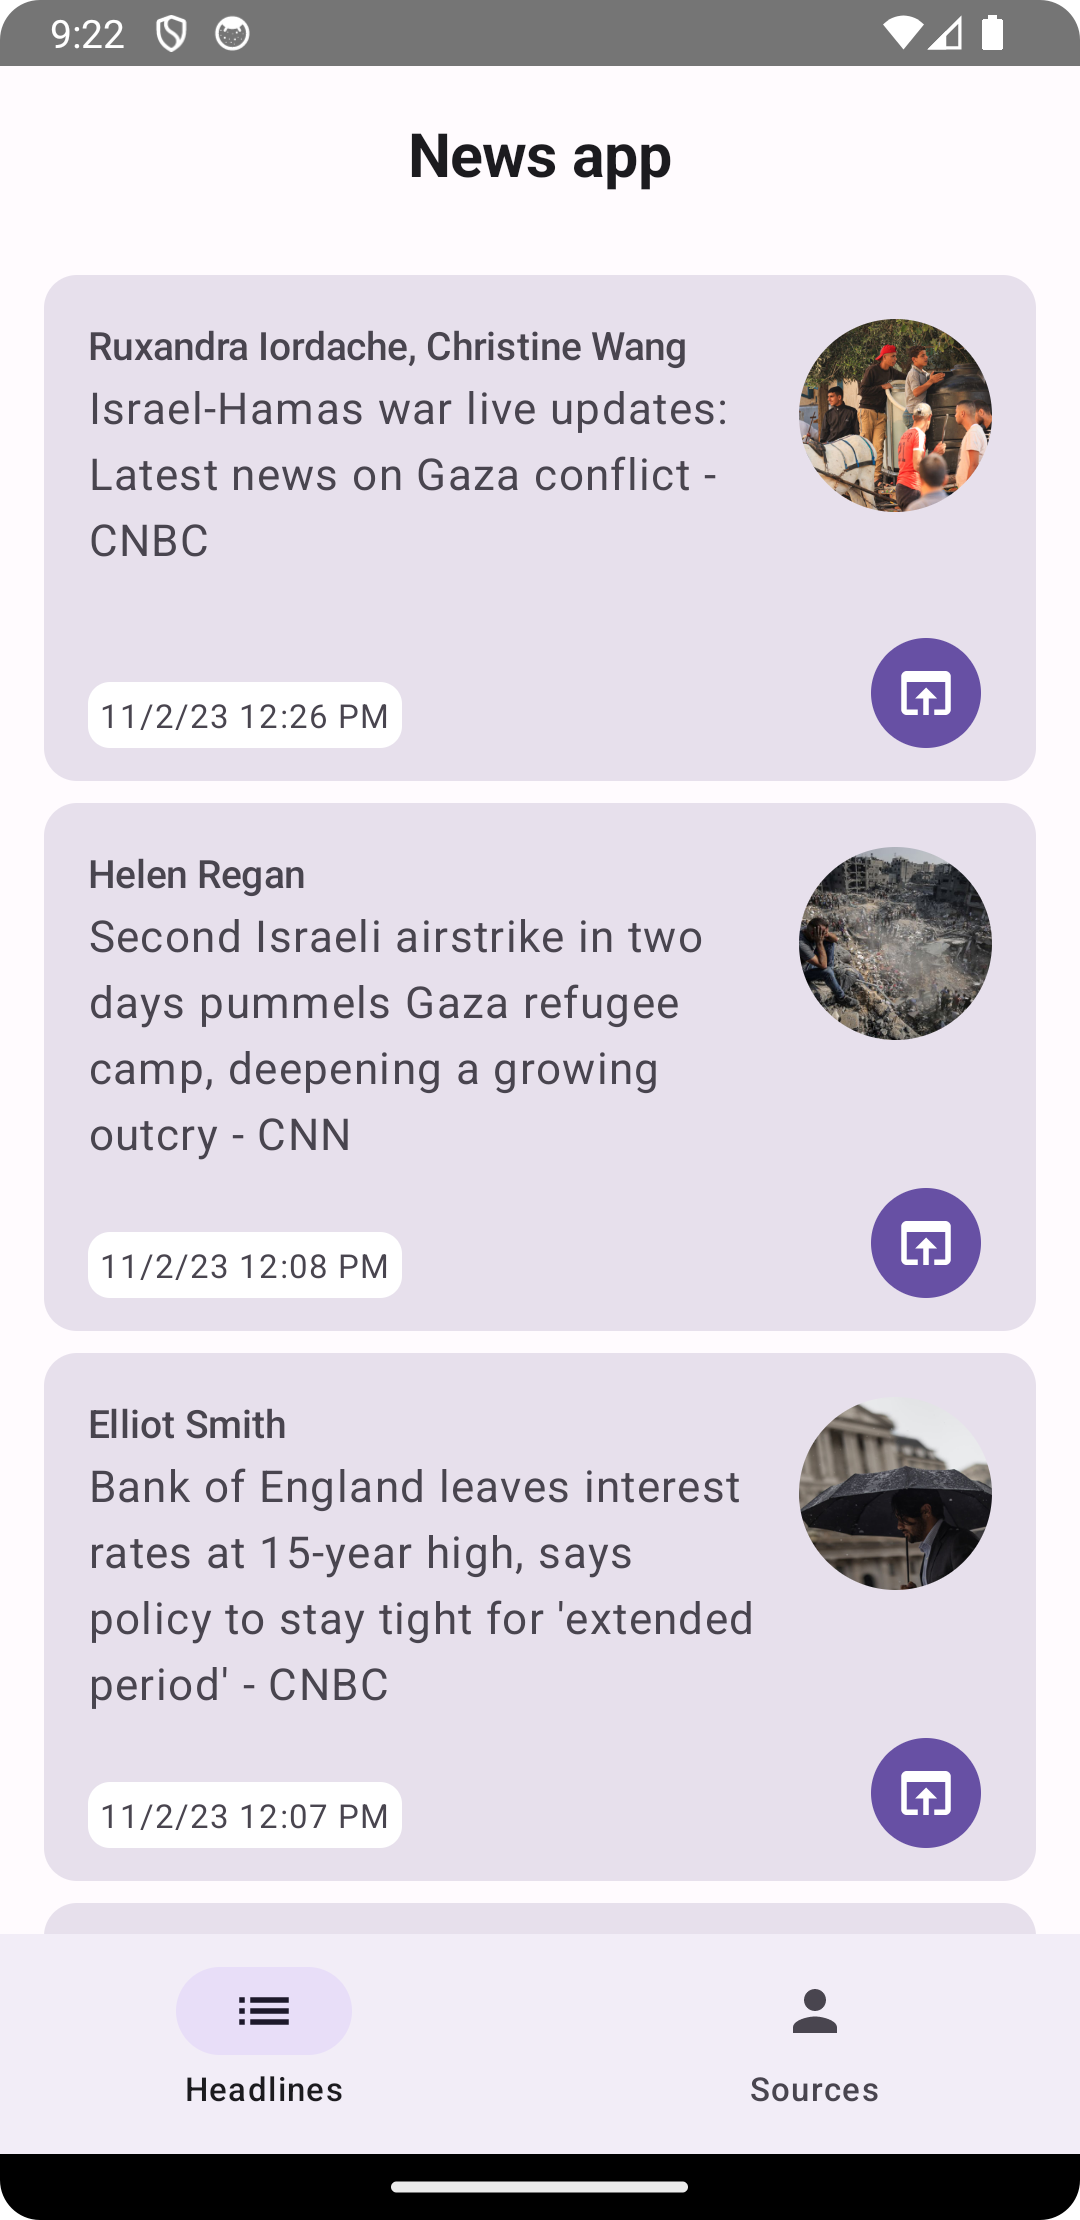 9:22
News app
Ruxandra Iordache, Christine Wang
Israel-Hamas war live updates:
Latest news on Gaza conflict -
CNBC
11/2/23 12:26 PM
Helen Regan
Second Israeli airstrike in two
days pummels Gaza refugee
camp, deepening a growing
outcry - CNN
11/2/23 12:08 PM
Elliot Smith
Bank of England leaves interest
rates at 15-year high, says
policy to stay tight for 'extended
period' - CNBC
11/2/23 12:07 PM
Headlines
Sources